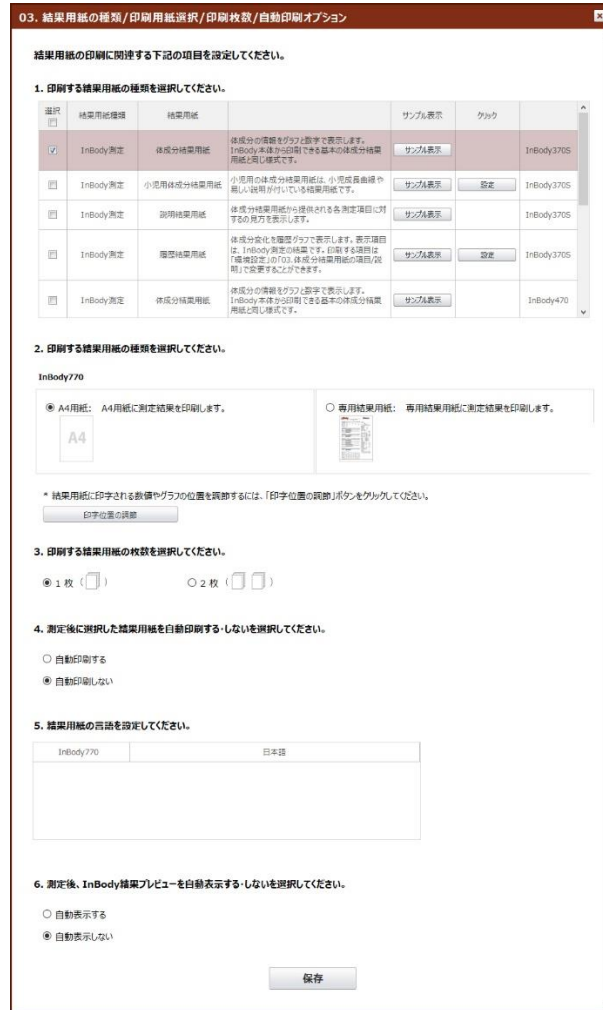 03. 結果用紙の種類/印刷用紙選択/印刷枚数/自動印刷オプション
結果用紙の印刷に関連する下記の項目を設定してください。
1. 印刷する結果用紙の種類を選択してください。
選択 結果用紙種類 結果用紙 サンプル表示 クリック
InBody測定 体成分結果用紙 体成分の情報をグラフと数字で表示します。
InBody本体から印刷できる基本の体成分結果
用紙と同じ様式です。 サンプル表示 InBody370S
InBody測定 小児用体成分結果用紙 小児用の体成分結果用紙は、小児成長曲線や
易しい説明が付いている結果用紙です。 サンプル表示 設定 InBody370S
InBody測定 説明結果用紙 体成分結果用紙から提供される各測定項目に対
するの見方を表示します。 サンプル表示 InBody370S
InBody測定 履歴結果用紙 体成分変化を履歴グラフで表示します。表示項目
は、InBody測定の結果です。印刷する項目は
「環境設定」の「03.体成分結果用紙の項目/説
明」で変更することができます。 サンプル表示 設定 InBody370S
InBody測定 体成分結果用紙 体成分の情報をグラフと数字で表示します。
InBody本体から印刷できる基本の体成分結果
用紙と同じ様式です。 サンプル表示 InBody470
2. 印刷する結果用紙の種類を選択してください。
InBody770
A4用紙: A4用紙に測定結果を印刷します。 専用結果用紙: 専用結果用紙に測定結果を印刷します。
A4
* 結果用紙に印字される数値やグラフの位置を調節するには、「印字位置の調節」ボタンをクリックしてください。
印字位置の調節
3. 印刷する結果用紙の枚数を選択してください。
1 枚 ( ) 2 枚 ( )
4. 測定後に選択した結果用紙を自動印刷する・しないを選択してください。
自動印刷する
自動印刷しない
5. 結果用紙の言語を設定してください。
InBody770 日本語
6. 測定後、InBody結果プレビューを自動表示する・しないを選択してください。
自動表示する
自動表示しない
保存